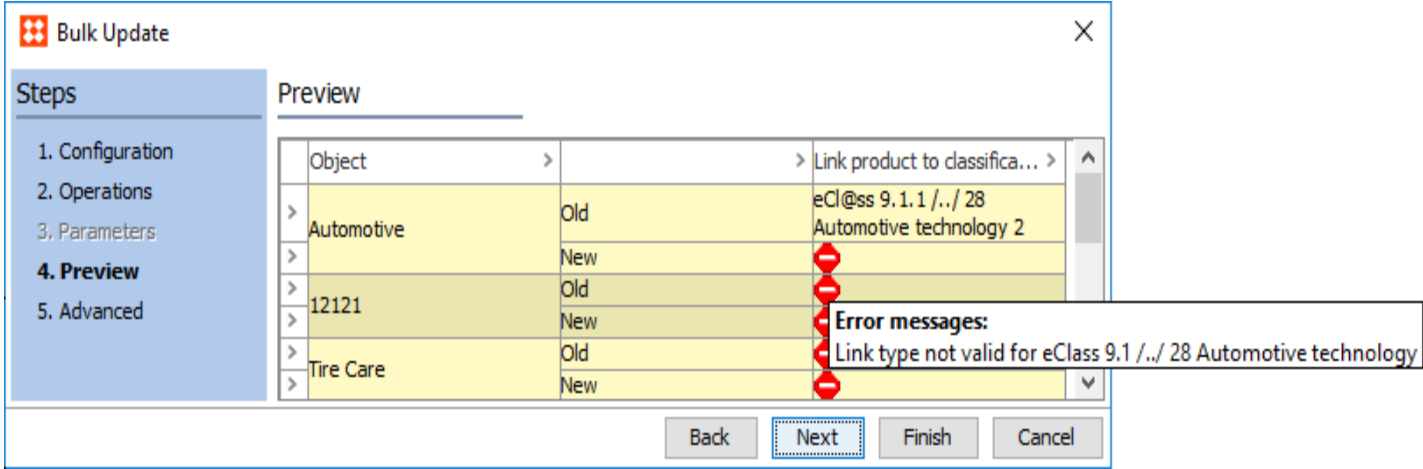 Bulk Update
Steps
1. Configuration
2. Operations
3. Parameters
4. Preview
5. Advanced
Preview
Object
Link product to classifica...
Automotive
Old
eCl@ss 9.1.1 /../ 28
Automotive technology 2
New
12121
Old
New
Tire Care
Old
New
Error messages:
Link type not valid for eClass 9.1 /../ 28 Automotive technology
Back
Next
Finish
Cancel